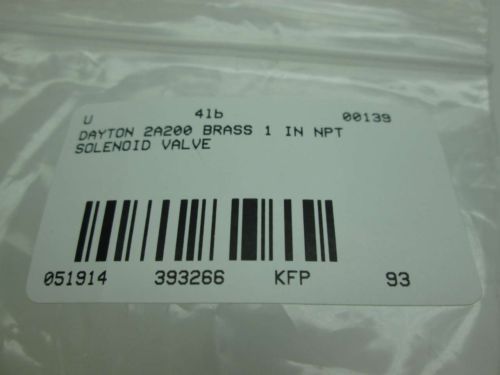 U 4lb 00139
DAYTON 2A200 BRASS 1 IN NPT
SOLENOID VALVE
051914 393266 KFP 93